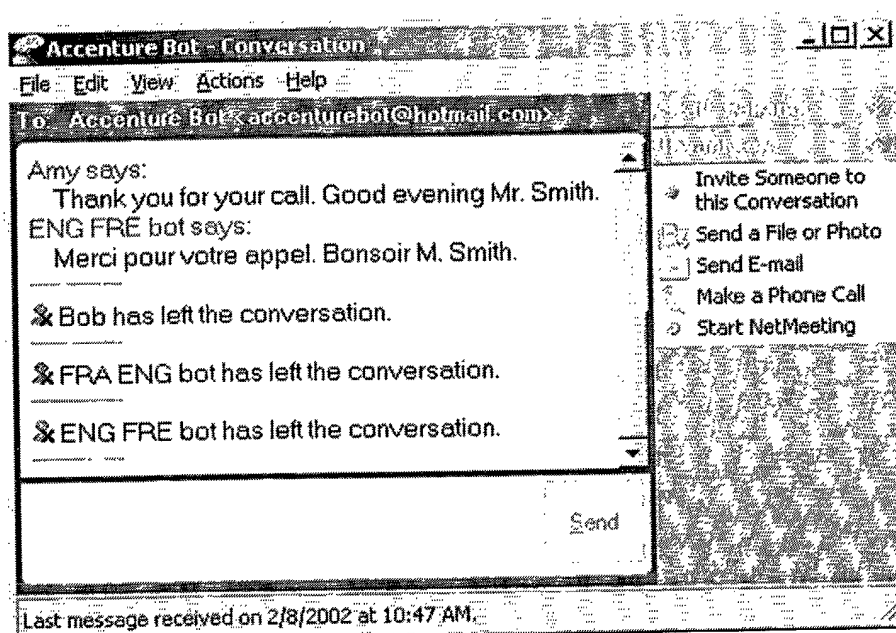 Accenture Bot - Conversation
File Edit View Actions Help
To: Accenture Bot <accenturebot@hotmail.com>
Amy says:
Thank you for your call. Good evening Mr. Smith.
ENG FRE bot says:
Merci pour votre appel. Bonsoir M. Smith.
Bob has left the conversation.
FRA ENG bot has left the conversation.
ENG FRE bot has left the conversation.
Send
Invite Someone to
this Conversation
Send a File or Photo
Send E-mail
Make a Phone Call
Start NetMeeting
Last message received on 2/8/2002 at 10:47 AM.